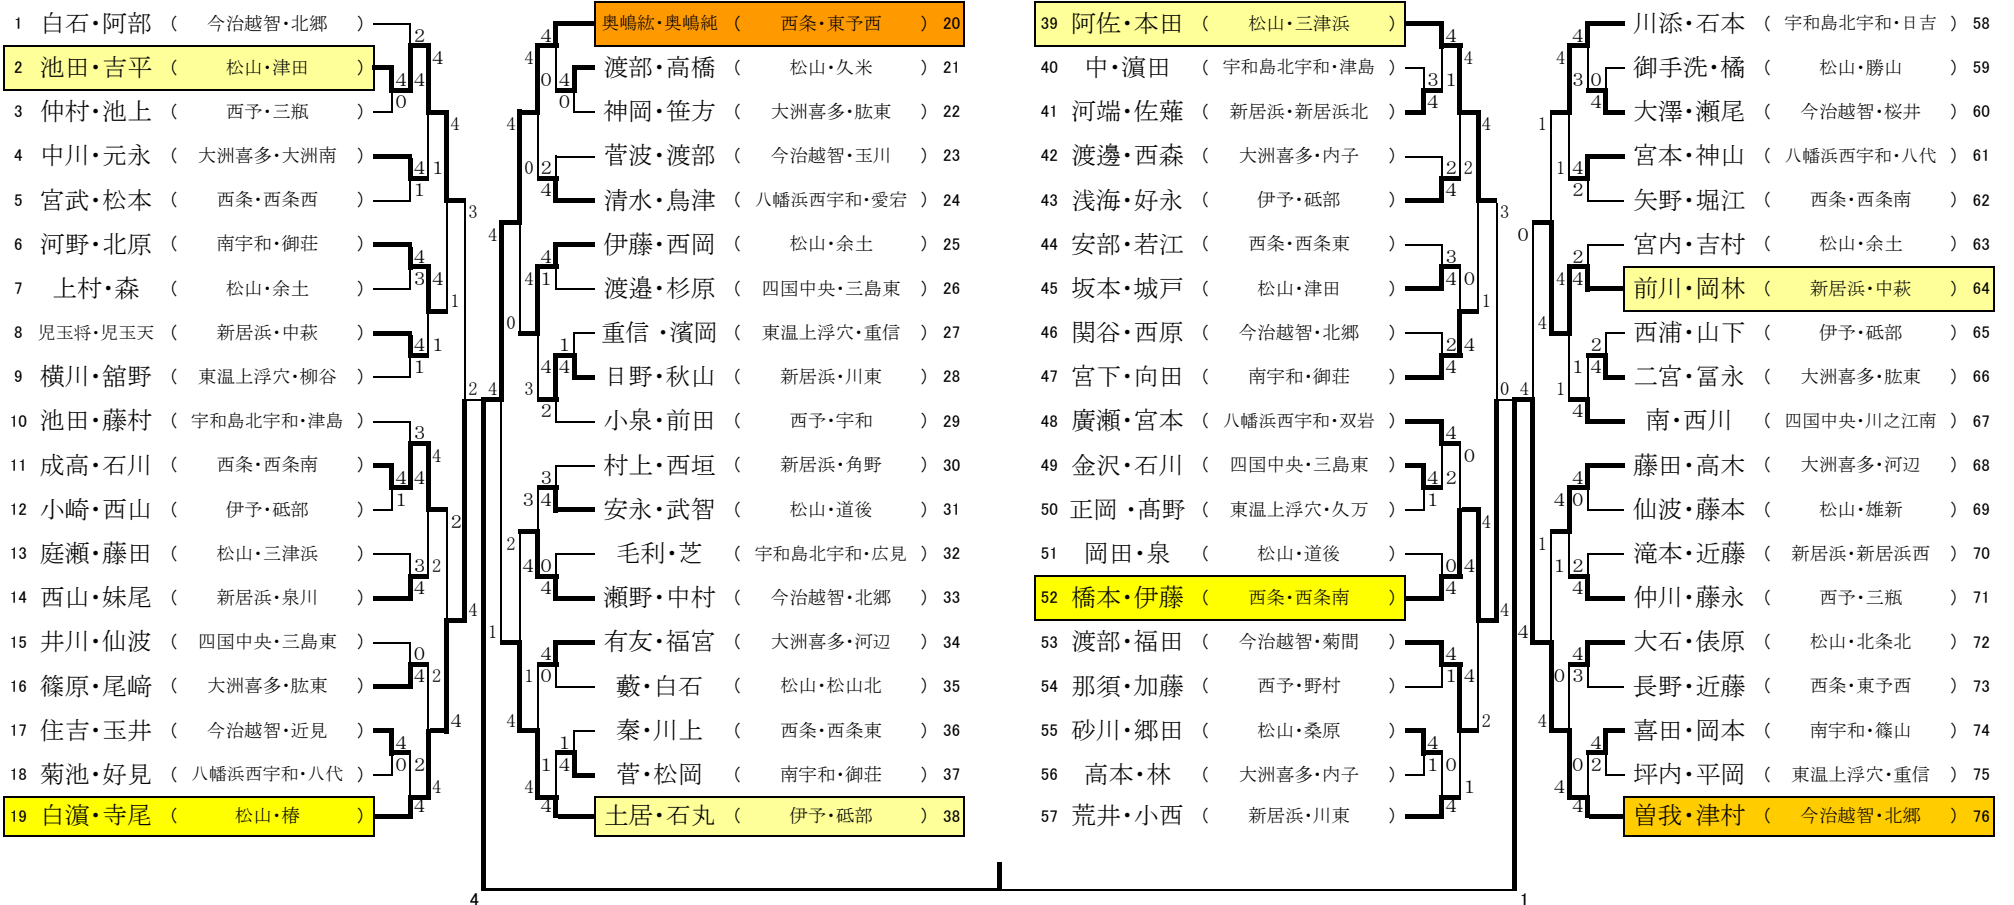 1 白石・阿部 ( 今治越智・北郷 )
2 池田・吉平 ( 松山・津田 )
3 仲村・池上 ( 西予・三瓶 )
4 中川・元永 ( 大洲喜多・大洲南 )
5 宮武・松本 ( 西条・西条西 )
6 河野・北原 ( 南宇和・御荘 )
7 上村・森 ( 松山・余土 )
8 児玉将・児玉天 ( 新居浜・中萩 )
9 横川・舘野 ( 東温上浮穴・柳谷 )
10 池田・藤村 ( 宇和島北宇和・津島 )
11 成高・石川 ( 西条・西条南 )
12 小崎・西山 ( 伊予・砥部 )
13 庭瀬・藤田 ( 松山・三津浜 )
14 西山・妹尾 ( 新居浜・泉川 )
15 井川・仙波 ( 四国中央・三島東 )
16 篠原・尾﨑 ( 大洲喜多・肱東 )
17 住吉・玉井 ( 今治越智・近見 )
18 菊池・好見 ( 八幡浜西宇和・八代 )
19 白濵・寺尾 ( 松山・椿 )
奥嶋紘・奥嶋純 ( 西条・東予西 ) 20
渡部・高橋 ( 松山・久米 ) 21
神岡・笹方 ( 大洲喜多・肱東 ) 22
菅波・渡部 ( 今治越智・玉川 ) 23
清水・鳥津 ( 八幡浜西宇和・愛宕 ) 24
伊藤・西岡 ( 松山・余土 ) 25
渡邉・杉原 ( 四国中央・三島東 ) 26
重信・濱岡 ( 東温上浮穴・重信 ) 27
日野・秋山 ( 新居浜・川東 ) 28
小泉・前田 ( 西予・宇和 ) 29
村上・西垣 ( 新居浜・角野 ) 30
安永・武智 ( 松山・道後 ) 31
毛利・芝 ( 宇和島北宇和・広見 ) 32
瀬野・中村 ( 今治越智・北郷 ) 33
有友・福宮 ( 大洲喜多・河辺 ) 34
藪・白石 ( 松山・松山北 ) 35
秦・川上 ( 西条・西条東 ) 36
菅・松岡 ( 南宇和・御荘 ) 37
土居・石丸 ( 伊予・砥部 ) 38
39 阿佐・本田 ( 松山・三津浜 )
40 中・濵田 ( 宇和島北宇和・津島 )
41 河端・佐薙 ( 新居浜・新居浜北 )
42 渡邊・西森 ( 大洲喜多・内子 )
43 浅海・好永 ( 伊予・砥部 )
44 安部・若江 ( 西条・西条東 )
45 坂本・城戸 ( 松山・津田 )
46 関谷・西原 ( 今治越智・北郷 )
47 宮下・向田 ( 南宇和・御荘 )
48 廣瀬・宮本 ( 八幡浜西宇和・双岩 )
49 金沢・石川 ( 四国中央・三島東 )
50 正岡・髙野 ( 東温上浮穴・久万 )
51 岡田・泉 ( 松山・道後 )
52 橋本・伊藤 ( 西条・西条南 )
53 渡部・福田 ( 今治越智・菊間 )
54 那須・加藤 ( 西予・野村 )
55 砂川・郷田 ( 松山・桑原 )
56 高本・林 ( 大洲喜多・内子 )
57 荒井・小西 ( 新居浜・川東 )
川添・石本 ( 宇和島北宇和・日吉 ) 58
御手洗・橘 ( 松山・勝山 ) 59
大澤・瀬尾 ( 今治越智・桜井 ) 60
宮本・神山 ( 八幡浜西宇和・八代 ) 61
矢野・堀江 ( 西条・西条南 ) 62
宮内・吉村 ( 松山・余土 ) 63
前川・岡林 ( 新居浜・中萩 ) 64
西浦・山下 ( 伊予・砥部 ) 65
二宮・冨永 ( 大洲喜多・肱東 ) 66
南・西川 ( 四国中央・川之江南 ) 67
藤田・高木 ( 大洲喜多・河辺 ) 68
仙波・藤本 ( 松山・雄新 ) 69
滝本・近藤 ( 新居浜・新居浜西 ) 70
仲川・藤永 ( 西予・三瓶 ) 71
大石・俵原 ( 松山・北条北 ) 72
長野・近藤 ( 西条・東予西 ) 73
喜田・岡本 ( 南宇和・篠山 ) 74
坪内・平岡 ( 東温上浮穴・重信 ) 75
曽我・津村 ( 今治越智・北郷 ) 76
4 1